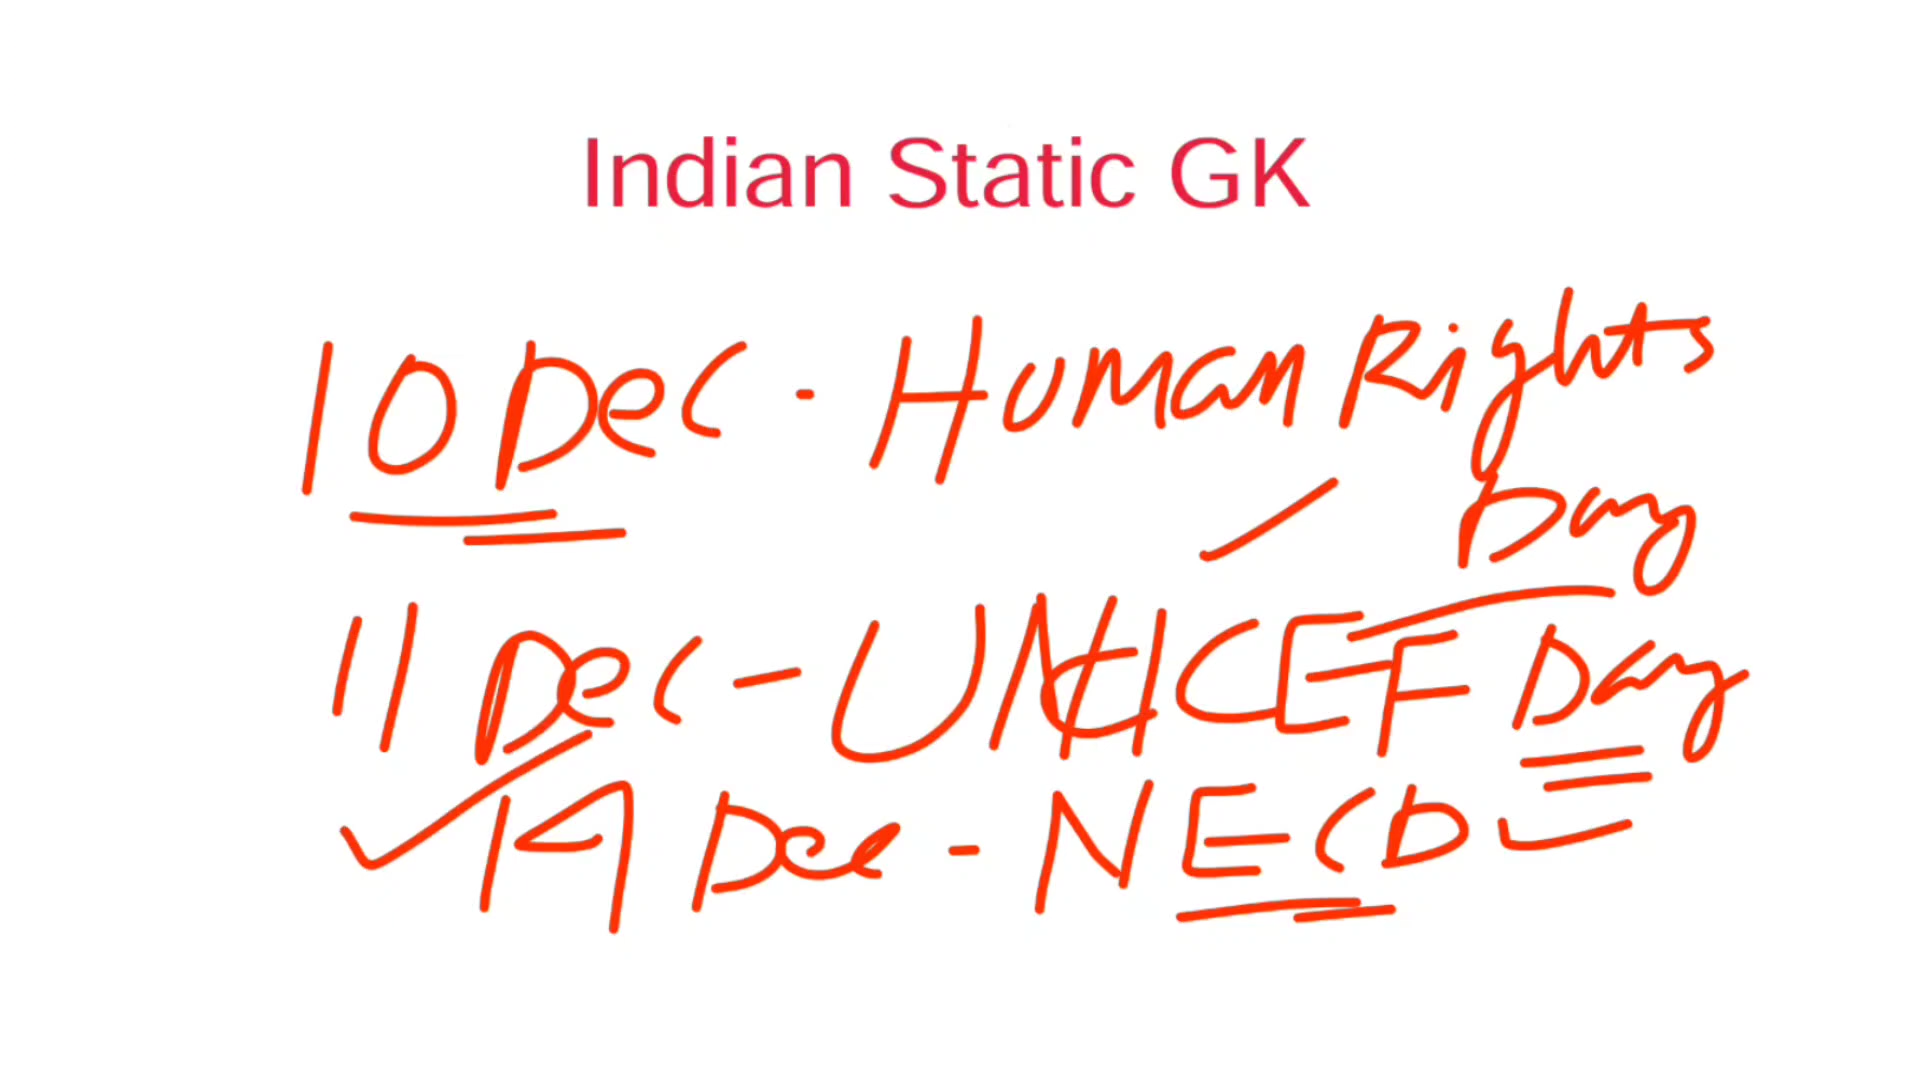 Indian Static GK
10 Dec - Human Rights
Day
11 Dec - UNICEF Day
14 Dec - NECD